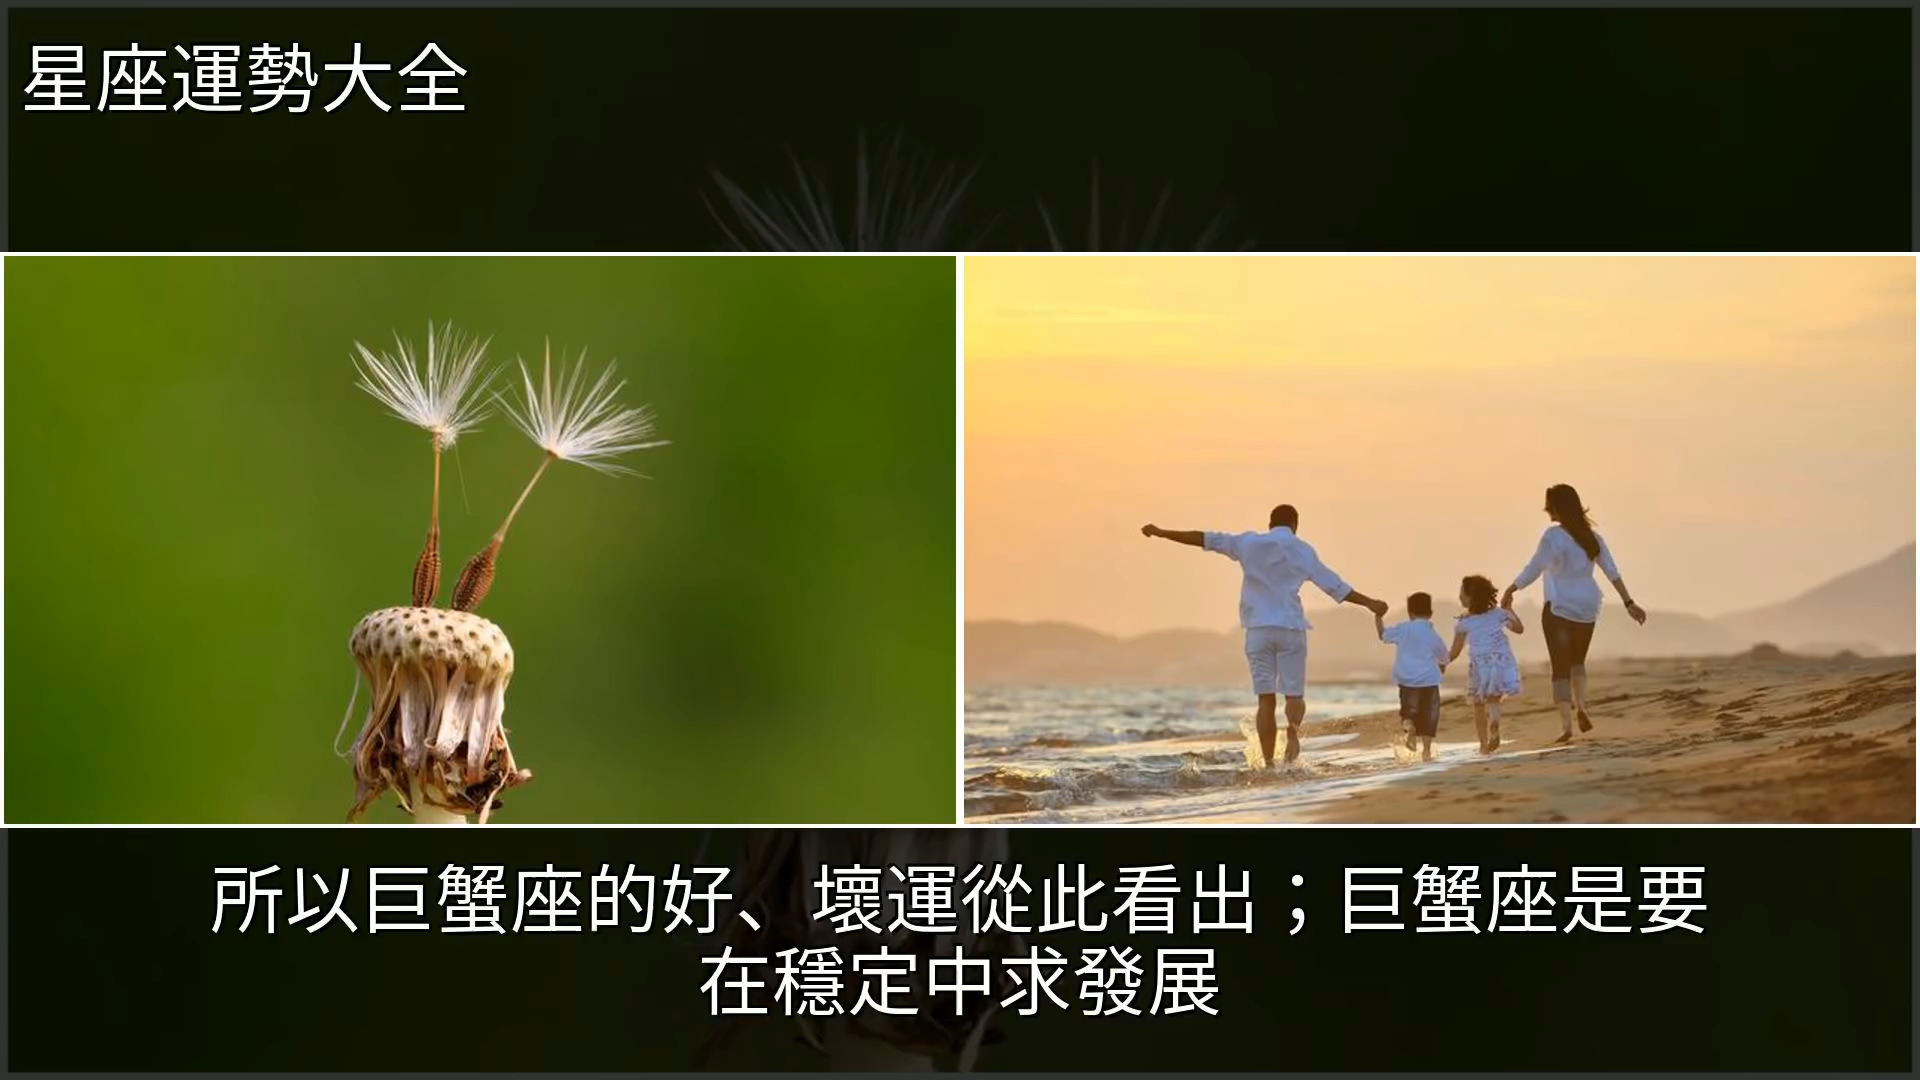 星座運勢大全
所以巨蟹座的好、壞運從此看出；巨蟹座是要
在穩定中求發展